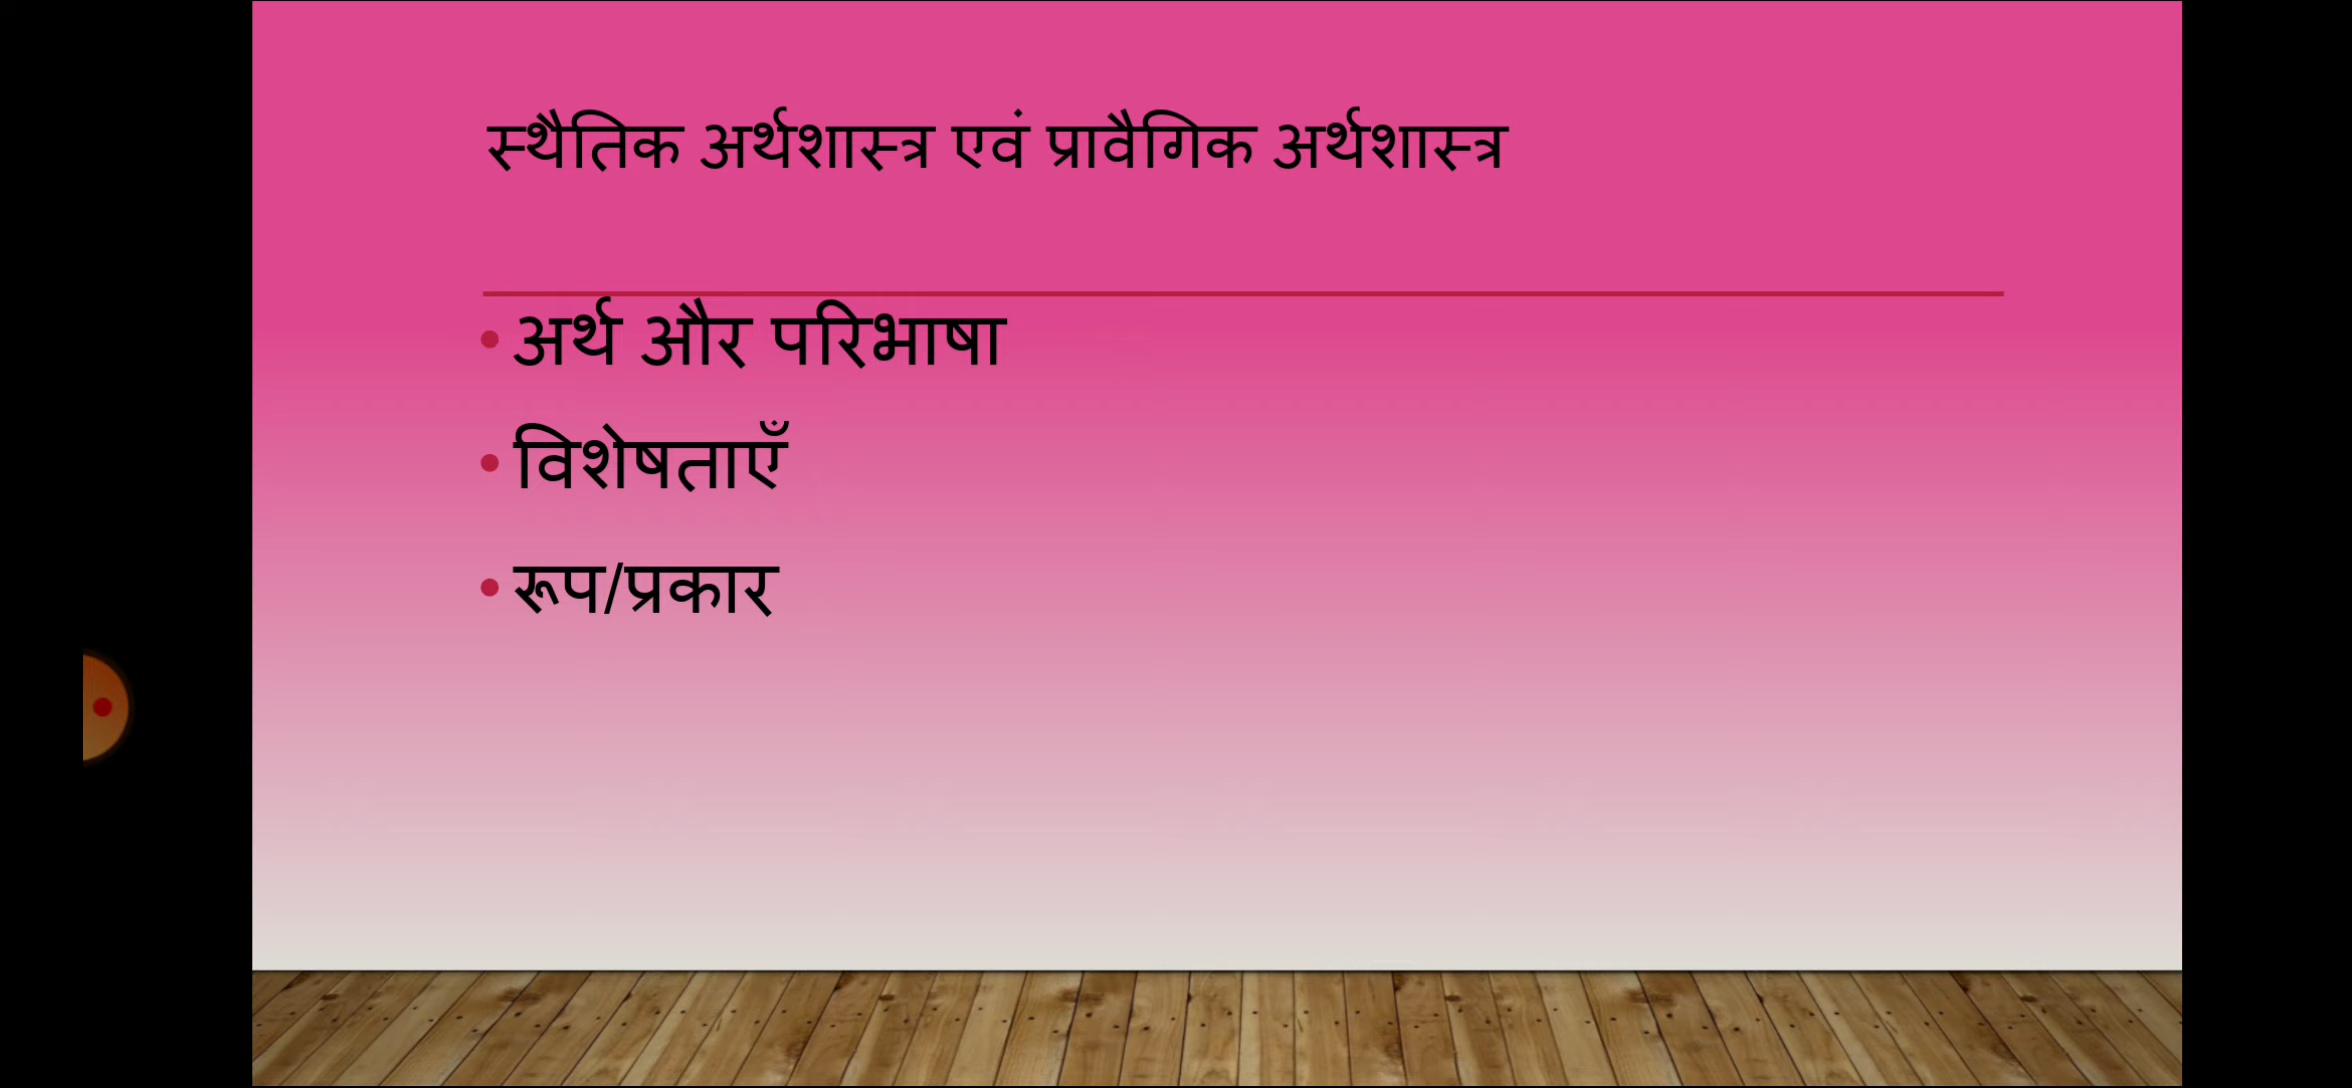 स्थैतिक अर्थशास्त्र एवं प्रावैगिक अर्थशास्त्र
• अर्थ और परिभाषा
• विशेषताएँ
• रूप/प्रकार